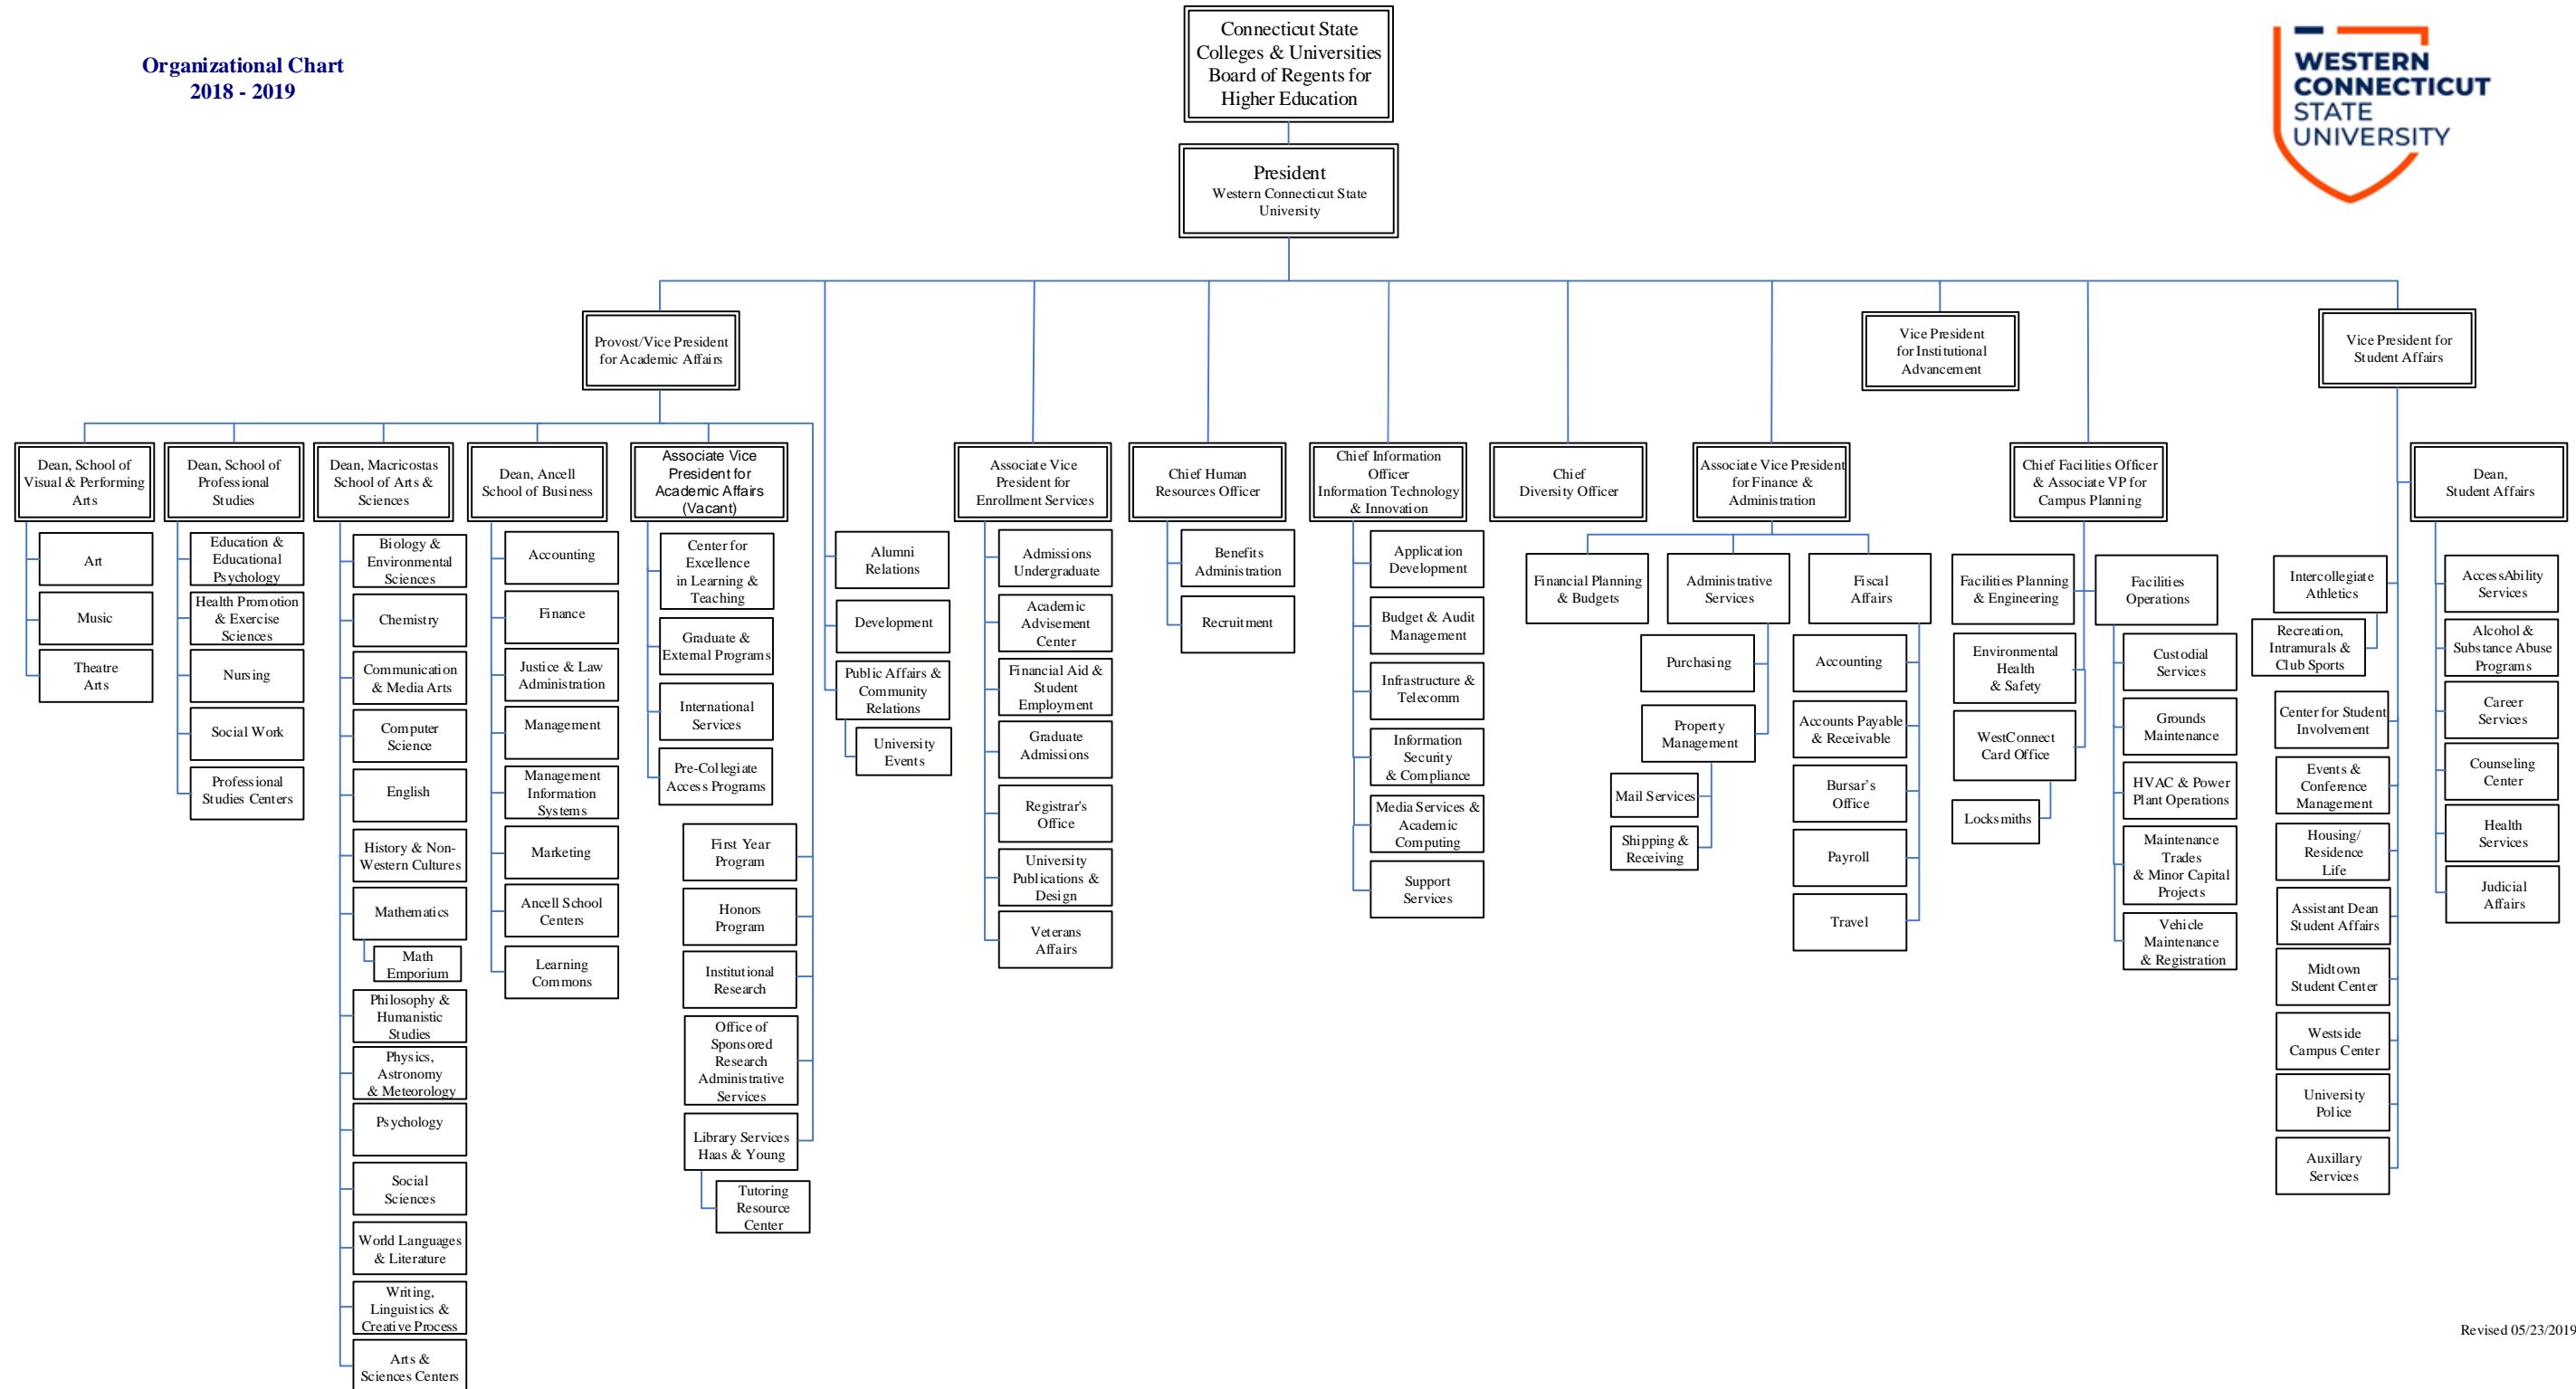 Organizational Chart
2018 - 2019
Connecticut State
Colleges & Universities
Board of Regents for
Higher Education
WESTERN
CONNECTICUT
STATE
UNIVERSITY
President
Western Connecticut State
University
Provost/Vice President
for Academic Affairs
Vice President
for Institutional
Advancement
Vice President for
Student Affairs
Dean, School of
Visual & Performing
Arts
Dean, School of
Professional
Studies
Dean, Macricostas
School of Arts &
Sciences
Dean, Ancell
School of Business
Associate Vice
President for
Academic Affairs
(Vacant)
Associate Vice
President for
Enrollment Services
Chief Human
Resources Officer
Chief Information
Officer
Information Technology
& Innovation
Chief
Diversity Officer
Associate Vice President
for Finance &
Administration
Chief Facilities Officer
& Associate VP for
Campus Planning
Dean,
Student Affairs
Art
Music
Theatre
Arts
Education &
Educational
Psychology
Health Promotion
& Exercise
Sciences
Nursing
Social Work
Professional
Studies Centers
Biology &
Environmental
Sciences
Chemistry
Communication
& Media Arts
Computer
Science
English
History & Non-
Western Cultures
Mathematics
Math
Emporium
Philosophy &
Humanistic
Studies
Physics,
Astronomy
& Meteorology
Psychology
Social
Sciences
World Languages
& Literature
Writing,
Linguistics &
Creative Process
Arts &
Sciences Centers
Accounting
Finance
Justice & Law
Administration
Management
Management
Information
Systems
Marketing
Ancell School
Centers
Learning
Commons
Center for
Excellence
in Learning &
Teaching
Graduate &
External Programs
International
Services
Pre-Collegiate
Access Programs
First Year
Program
Honors
Program
Institutional
Research
Office of
Sponsored
Research
Administrative
Services
Library Services
Haas & Young
Tutoring
Resource
Center
Alumni
Relations
Development
Public Affairs &
Community
Relations
University
Events
Admissions
Undergraduate
Academic
Advisement
Center
Financial Aid &
Student
Employment
Graduate
Admissions
Registrar's
Office
University
Publications &
Design
Veterans
Affairs
Benefits
Administration
Recruitment
Application
Development
Budget & Audit
Management
Infrastructure &
Telecomm
Information
Security
& Compliance
Media Services &
Academic
Computing
Support
Services
Financial Planning
& Budgets
Administrative
Services
Purchasing
Property
Management
Mail Services
Shipping &
Receiving
Fiscal
Affairs
Accounting
Accounts Payable
& Receivable
Bursar’s
Office
Payroll
Travel
Facilities Planning
& Engineering
Environmental
Health
& Safety
WestConnect
Card Office
Locksmiths
Facilities
Operations
Custodial
Services
Grounds
Maintenance
HVAC & Power
Plant Operations
Maintenance
Trades
& Minor Capital
Projects
Vehicle
Maintenance
& Registration
Intercollegiate
Athletics
Recreation,
Intramurals &
Club Sports
Center for Student
Involvement
Events &
Conference
Management
Housing/
Residence
Life
Assistant Dean
Student Affairs
Midtown
Student Center
Westside
Campus Center
University
Police
Auxillary
Services
AccessAbility
Services
Alcohol &
Substance Abuse
Programs
Career
Services
Counseling
Center
Health
Services
Judicial
Affairs
Revised 05/23/2019